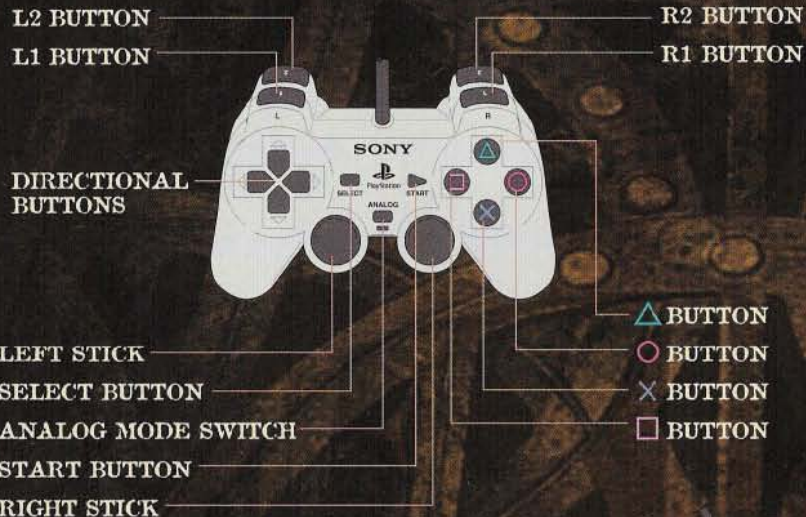 L2 BUTTON
L1 BUTTON
R2 BUTTON
R1 BUTTON
L
R
SONY
PlayStation
SELECT
START
ANALOG
DIRECTIONAL
BUTTONS
△ BUTTON
○ BUTTON
× BUTTON
□ BUTTON
LEFT STICK
SELECT BUTTON
ANALOG MODE SWITCH
START BUTTON
RIGHT STICK